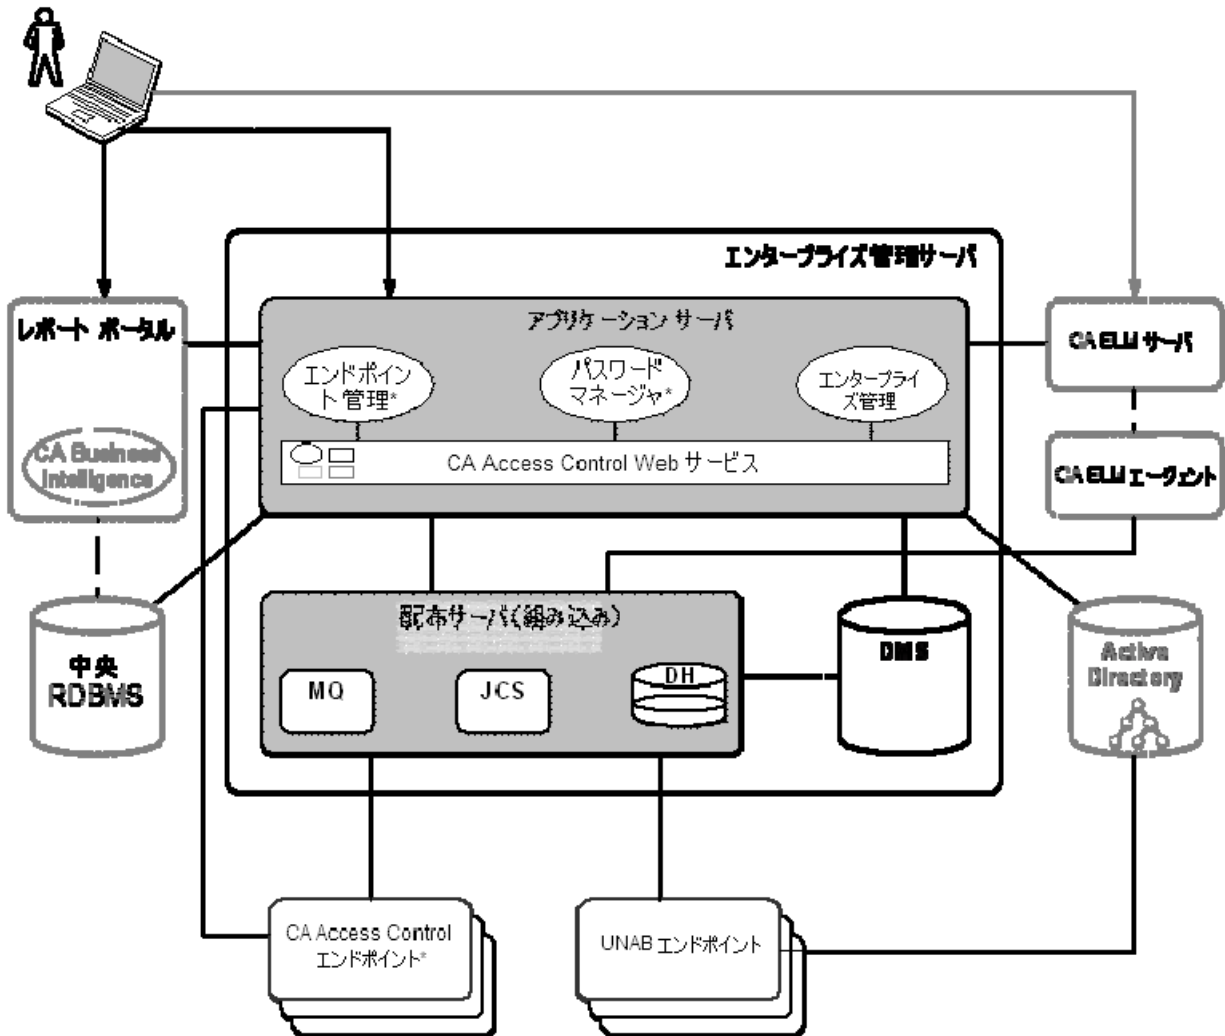 エンタープライズ管理サーバ
レポート ポータル
アプリケーション サーバ
CA ELM サーバ
エンドポイン
ト管理*
パスワード
マネージャ*
エンタープライ
ズ管理
CA Business
Intelligence
CA Access Control Web サービス
CA ELM エージェント
配布サーバ(組み込み)
中央
RDBMS
MQ
JCS
DH
DMS
Active
Directory
CA Access Control
エンドポイント*
UNAB エンドポイント